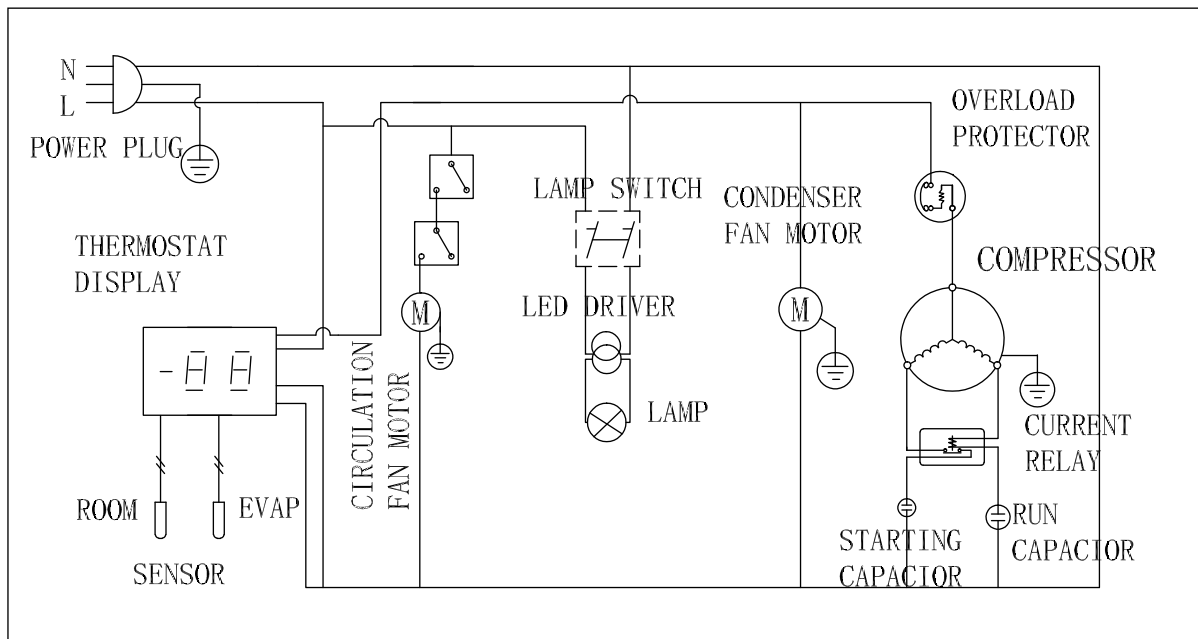 N
L
POWER PLUG
OVERLOAD
PROTECTOR
LAMP SWITCH
CONDENSER
FAN MOTOR
THERMOSTAT
DISPLAY
COMPRESSOR
LED DRIVER
M
M
-88
CIRCULATION
FAN MOTOR
LAMP
CURRENT
RELAY
ROOM
EVAP
SENSOR
STARTING
CAPACIOR
RUN
CAPACIOR